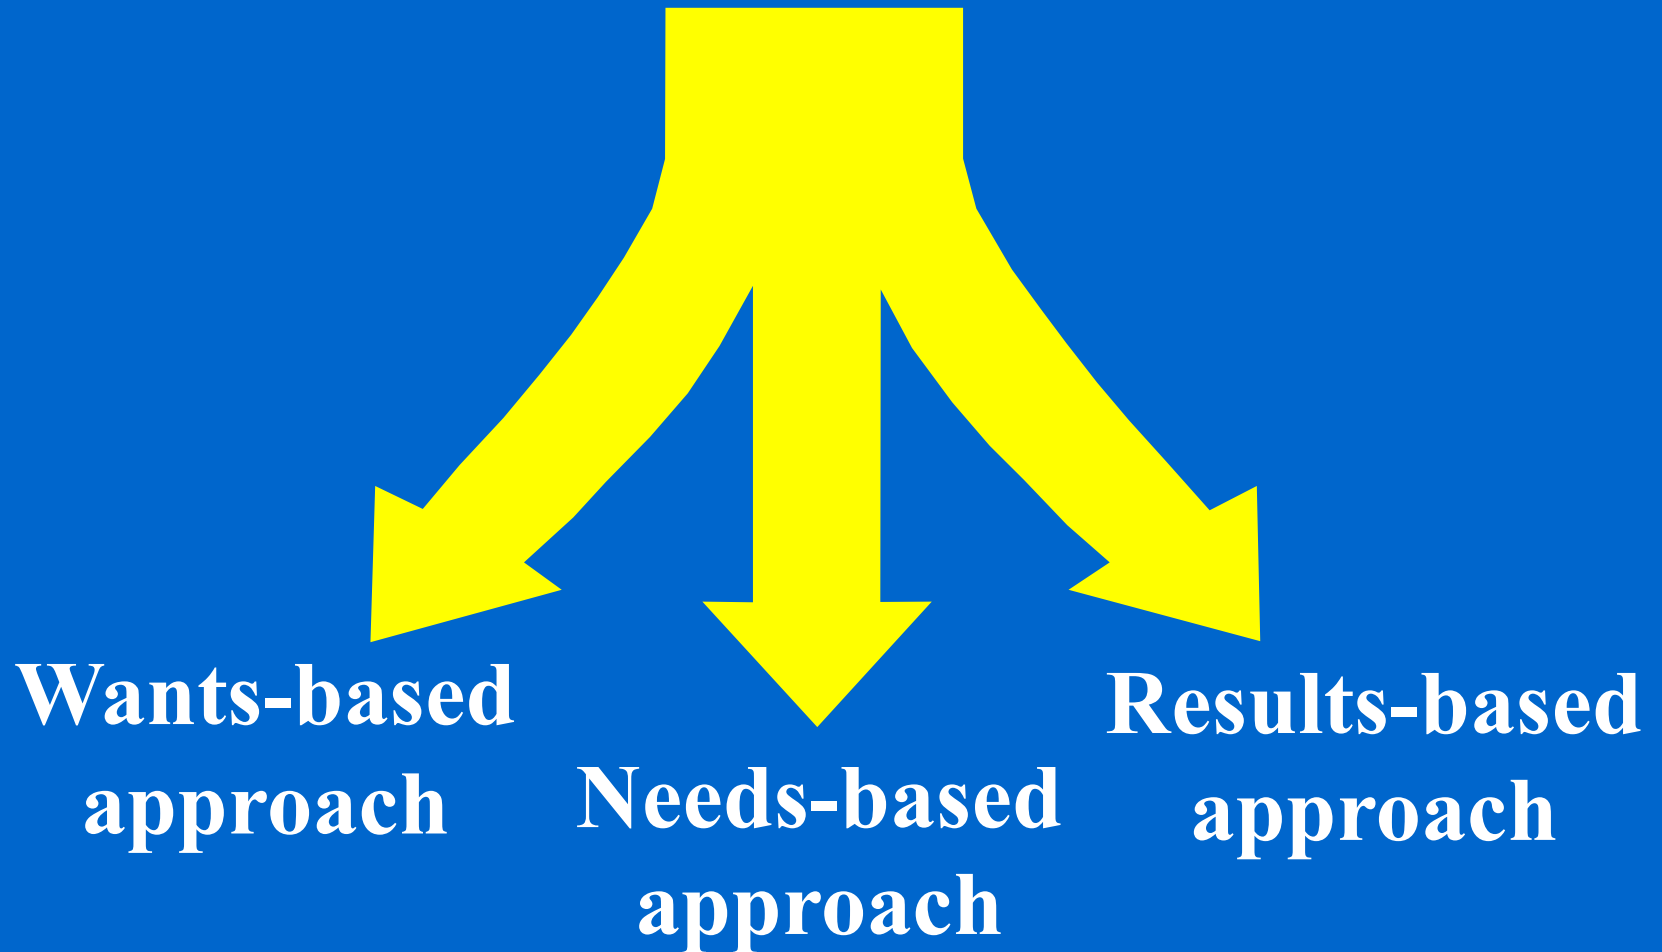 Wants-based
approach
Needs-based
approach
Results-based
approach